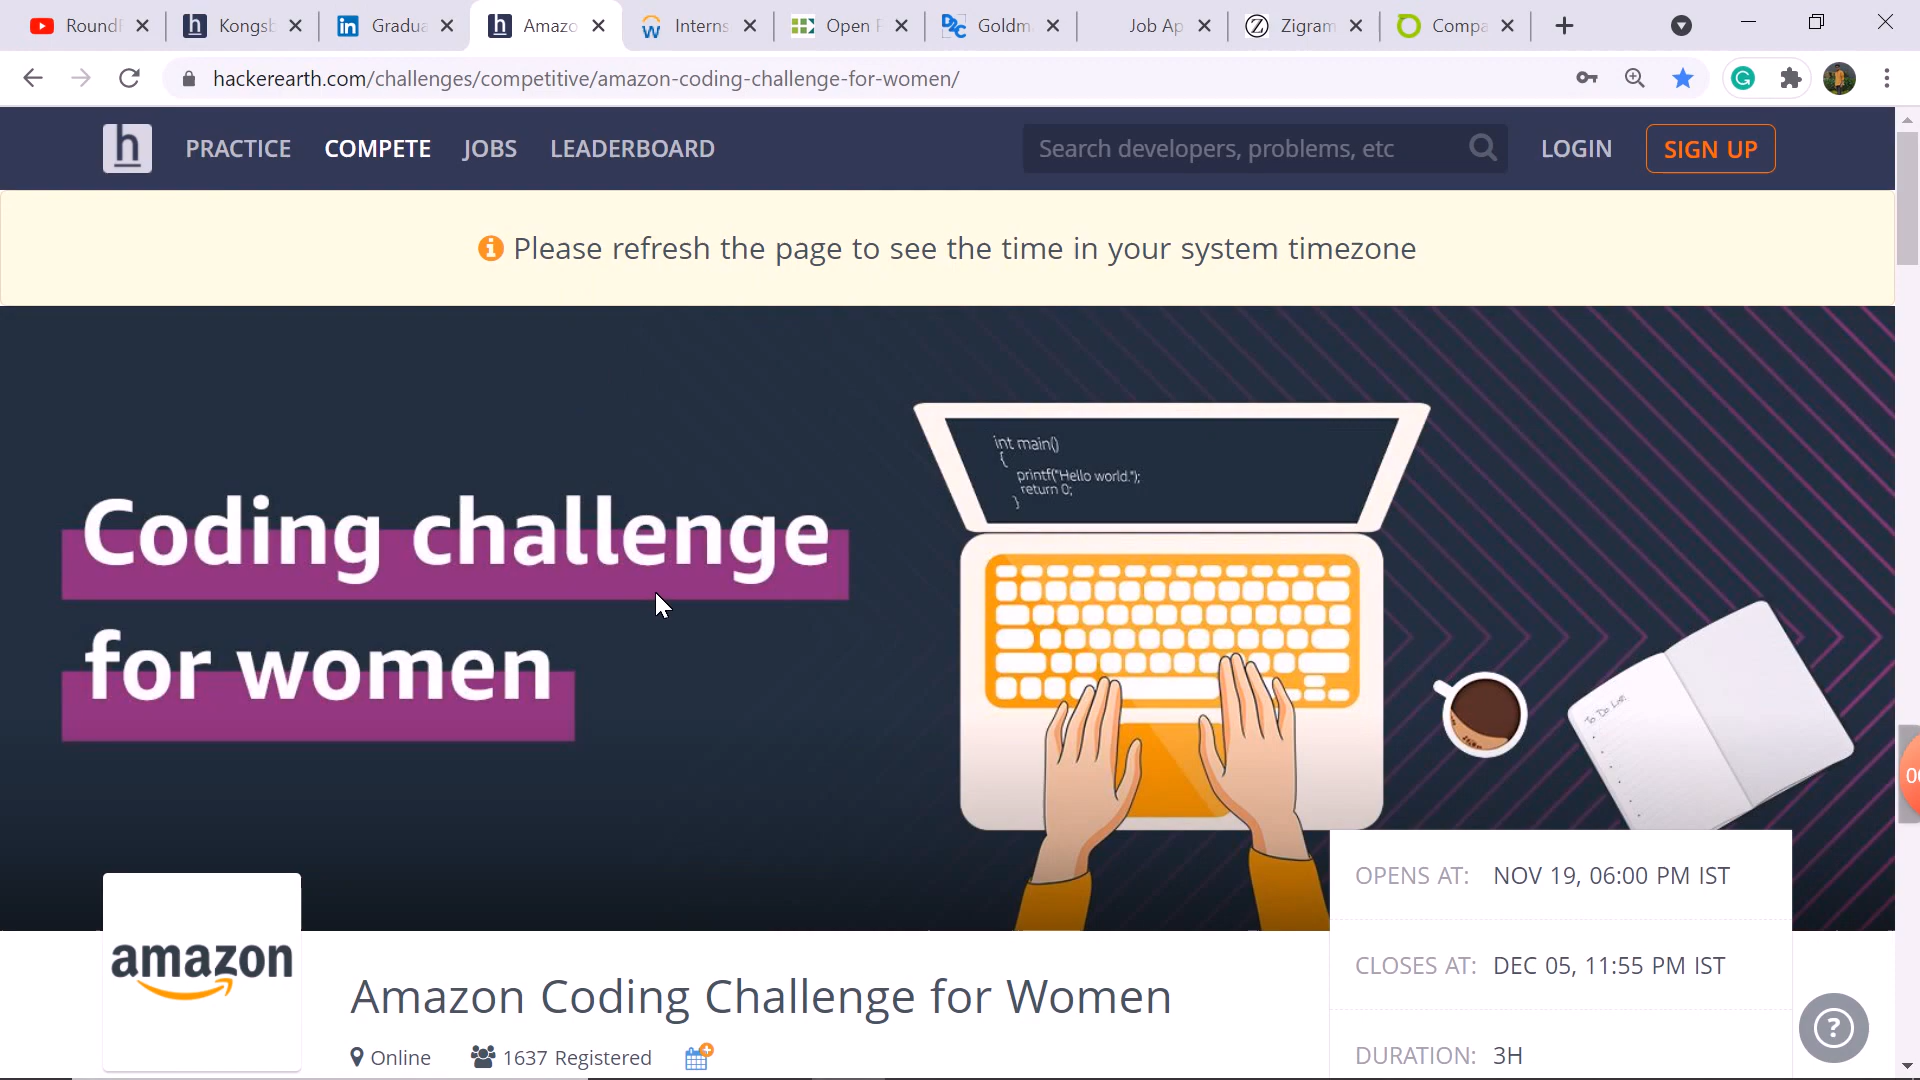 RoundF
Kongsb
Gradua
Amazo
Interns
Open F
Goldm
Job Ap
Zigram
Compa
hackerearth.com/challenges/competitive/amazon-coding-challenge-for-women/
h PRACTICE COMPETE JOBS LEADERBOARD Search developers, problems, etc LOGIN SIGN UP
Please refresh the page to see the time in your system timezone
int main()
{
printf("Hello world.");
return 0;
}
Coding challenge
for women
To Do List
amazon
Amazon Coding Challenge for Women
Online 1637 Registered
OPENS AT: NOV 19, 06:00 PM IST
CLOSES AT: DEC 05, 11:55 PM IST
DURATION: 3H